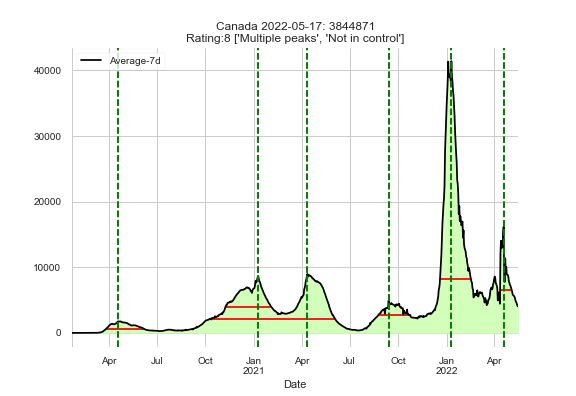 Canada 2022-05-17: 3844871
Rating:8 ['Multiple peaks', 'Not in control']
Average-7d
40000
30000
20000
10000
0
Apr Jul Oct Jan Apr Jul Oct Jan Apr
2021 2022
Date